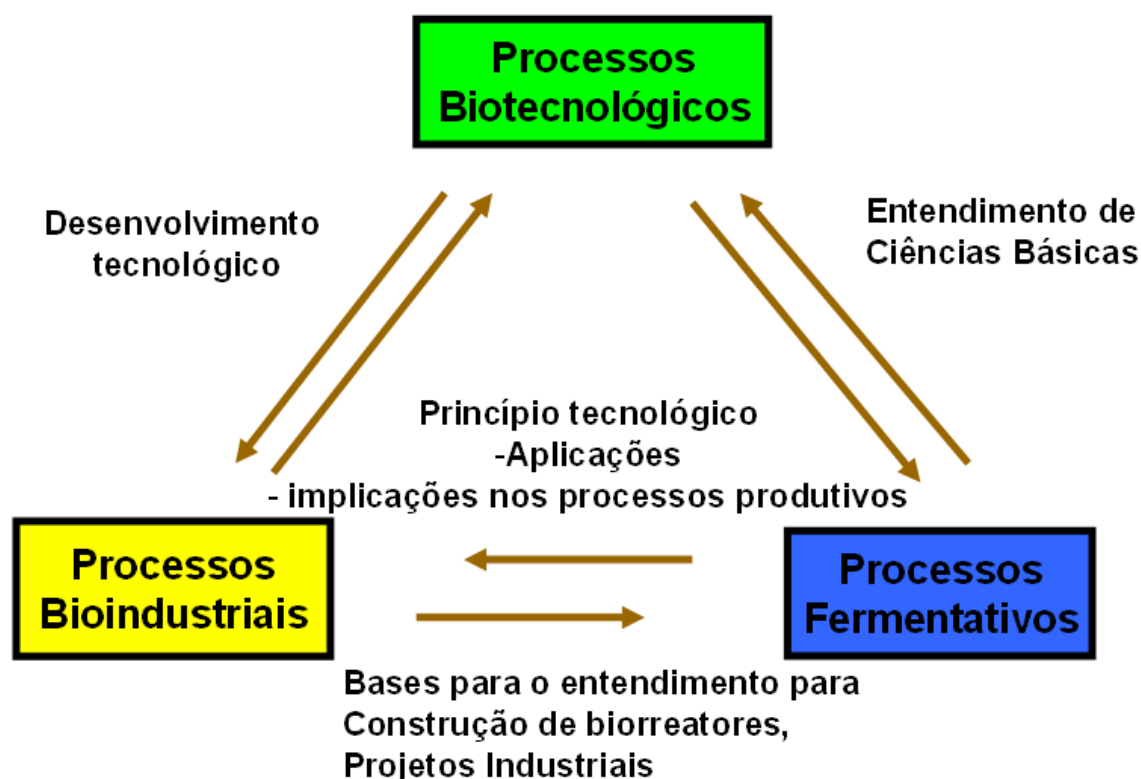 Processos
Biotecnológicos
Desenvolvimento
tecnológico
Entendimento de
Ciências Básicas
Princípio tecnológico
-Aplicações
- implicações nos processos produtivos
Processos
Bioindustriais
Processos
Fermentativos
Bases para o entendimento para
Construção de biorreatores,
Projetos Industriais